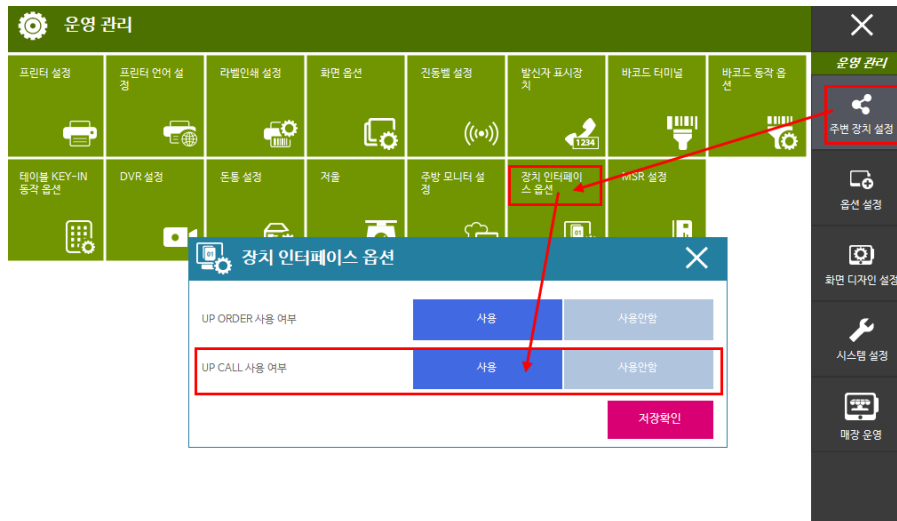 운영 관리
운영 관리
프린터 설정
프린터 언어 설
정
라벨인쇄 설정
화면 옵션
진동벨 설정
발신자 표시장
치
1234
바코드 터미널
바코드 동작 옵
션
주변 장치 설정
테이블 KEY-IN
동작 옵션
DVR 설정
돈통 설정
저울
주방 모니터 설
정
장치 인터페이
스 옵션
01
MSR 설정
옵션 설정
장치 인터페이스 옵션
화면 디자인 설정
UP ORDER 사용 여부
사용
사용안함
시스템 설정
UP CALL 사용 여부
사용
사용안함
저장확인
매장 운영